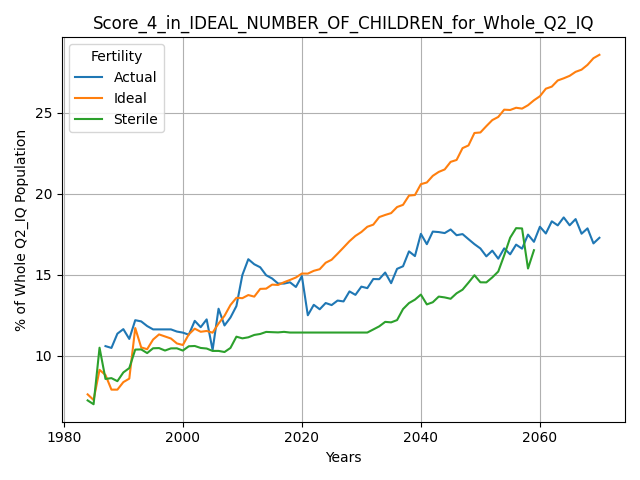 Score_4_in_IDEAL_NUMBER_OF_CHILDREN_for_Whole_Q2_IQ
Fertility
Actual
Ideal
Sterile
% of Whole Q2_IQ Population
25
20
15
10
1980
2000
2020
2040
2060
Years